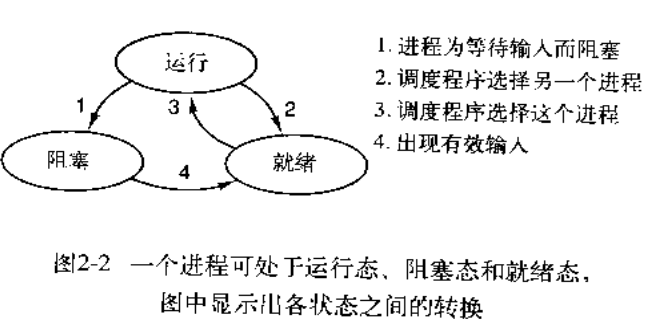 运行
1
3
2
阻塞
4
就绪
1. 进程为等待输入而阻塞
2. 调度程序选择另一个进程
3. 调度程序选择这个进程
4. 出现有效输入
图2-2 一个进程可处于运行态、阻塞态和就绪态,
图中显示出各状态之间的转换